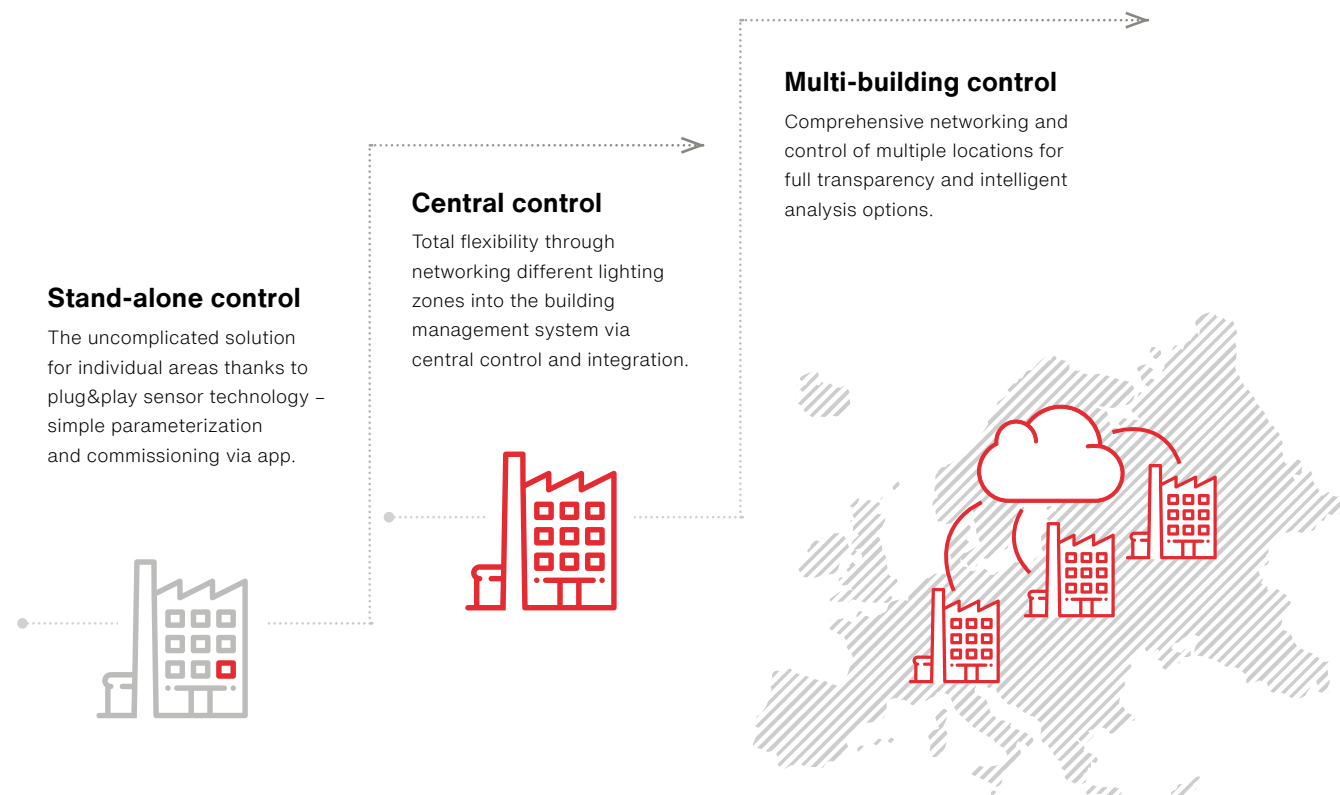 Stand-alone control
The uncomplicated solution
for individual areas thanks to
plug&play sensor technology –
simple parameterization
and commissioning via app.
Central control
Total flexibility through
networking different lighting
zones into the building
management system via
central control and integration.
Multi-building control
Comprehensive networking and
control of multiple locations for
full transparency and intelligent
analysis options.